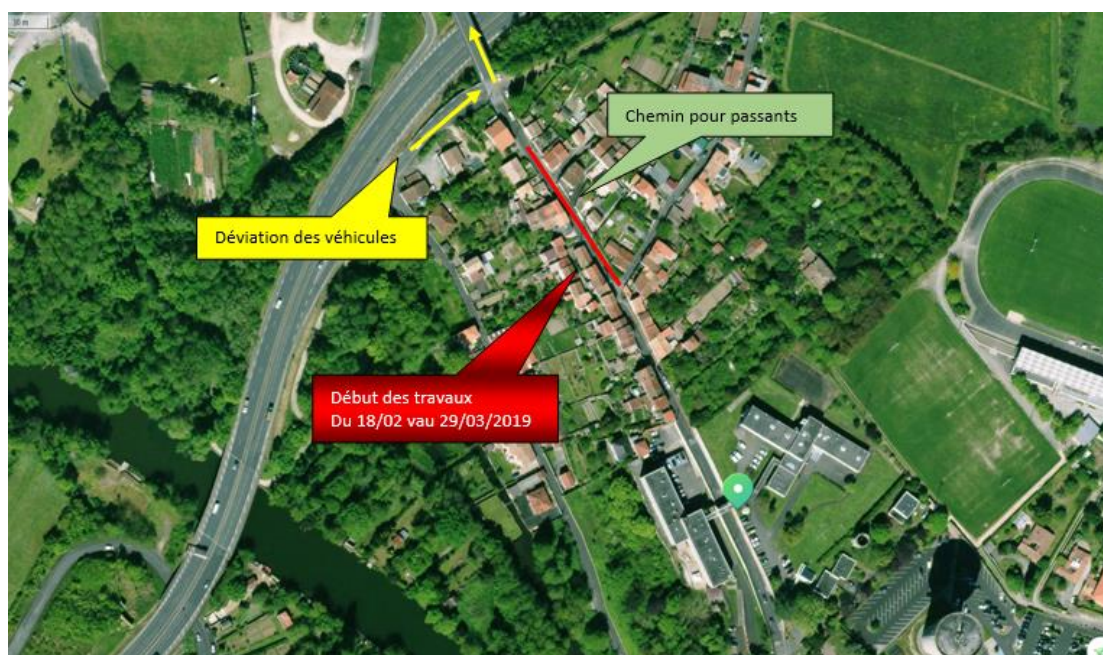 Chemin pour passants
Déviation des véhicules
Début des travaux
Du 18/02 vau 29/03/2019